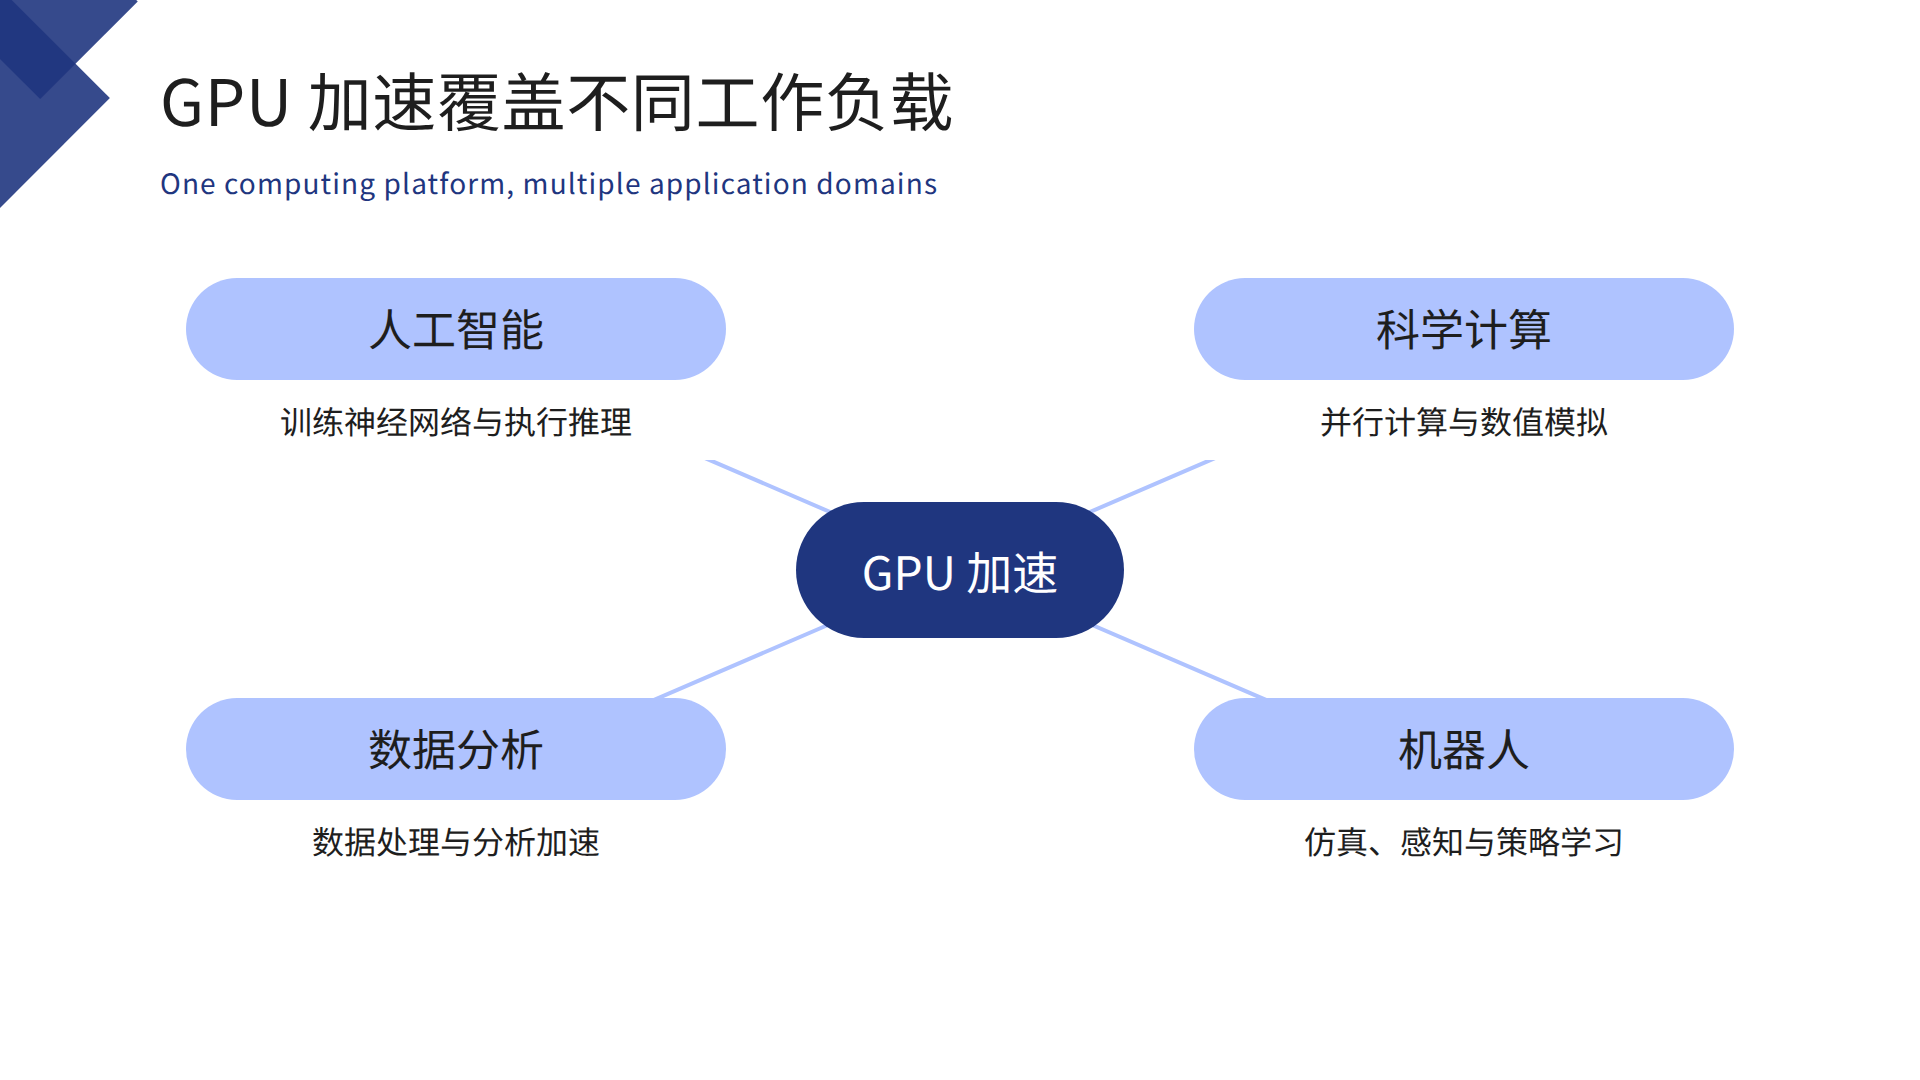 GPU 加速覆盖不同工作负载
One computing platform, multiple application domains
人工智能
训练神经网络与执行推理
科学计算
并行计算与数值模拟
GPU 加速
数据分析
数据处理与分析加速
机器人
仿真、感知与策略学习